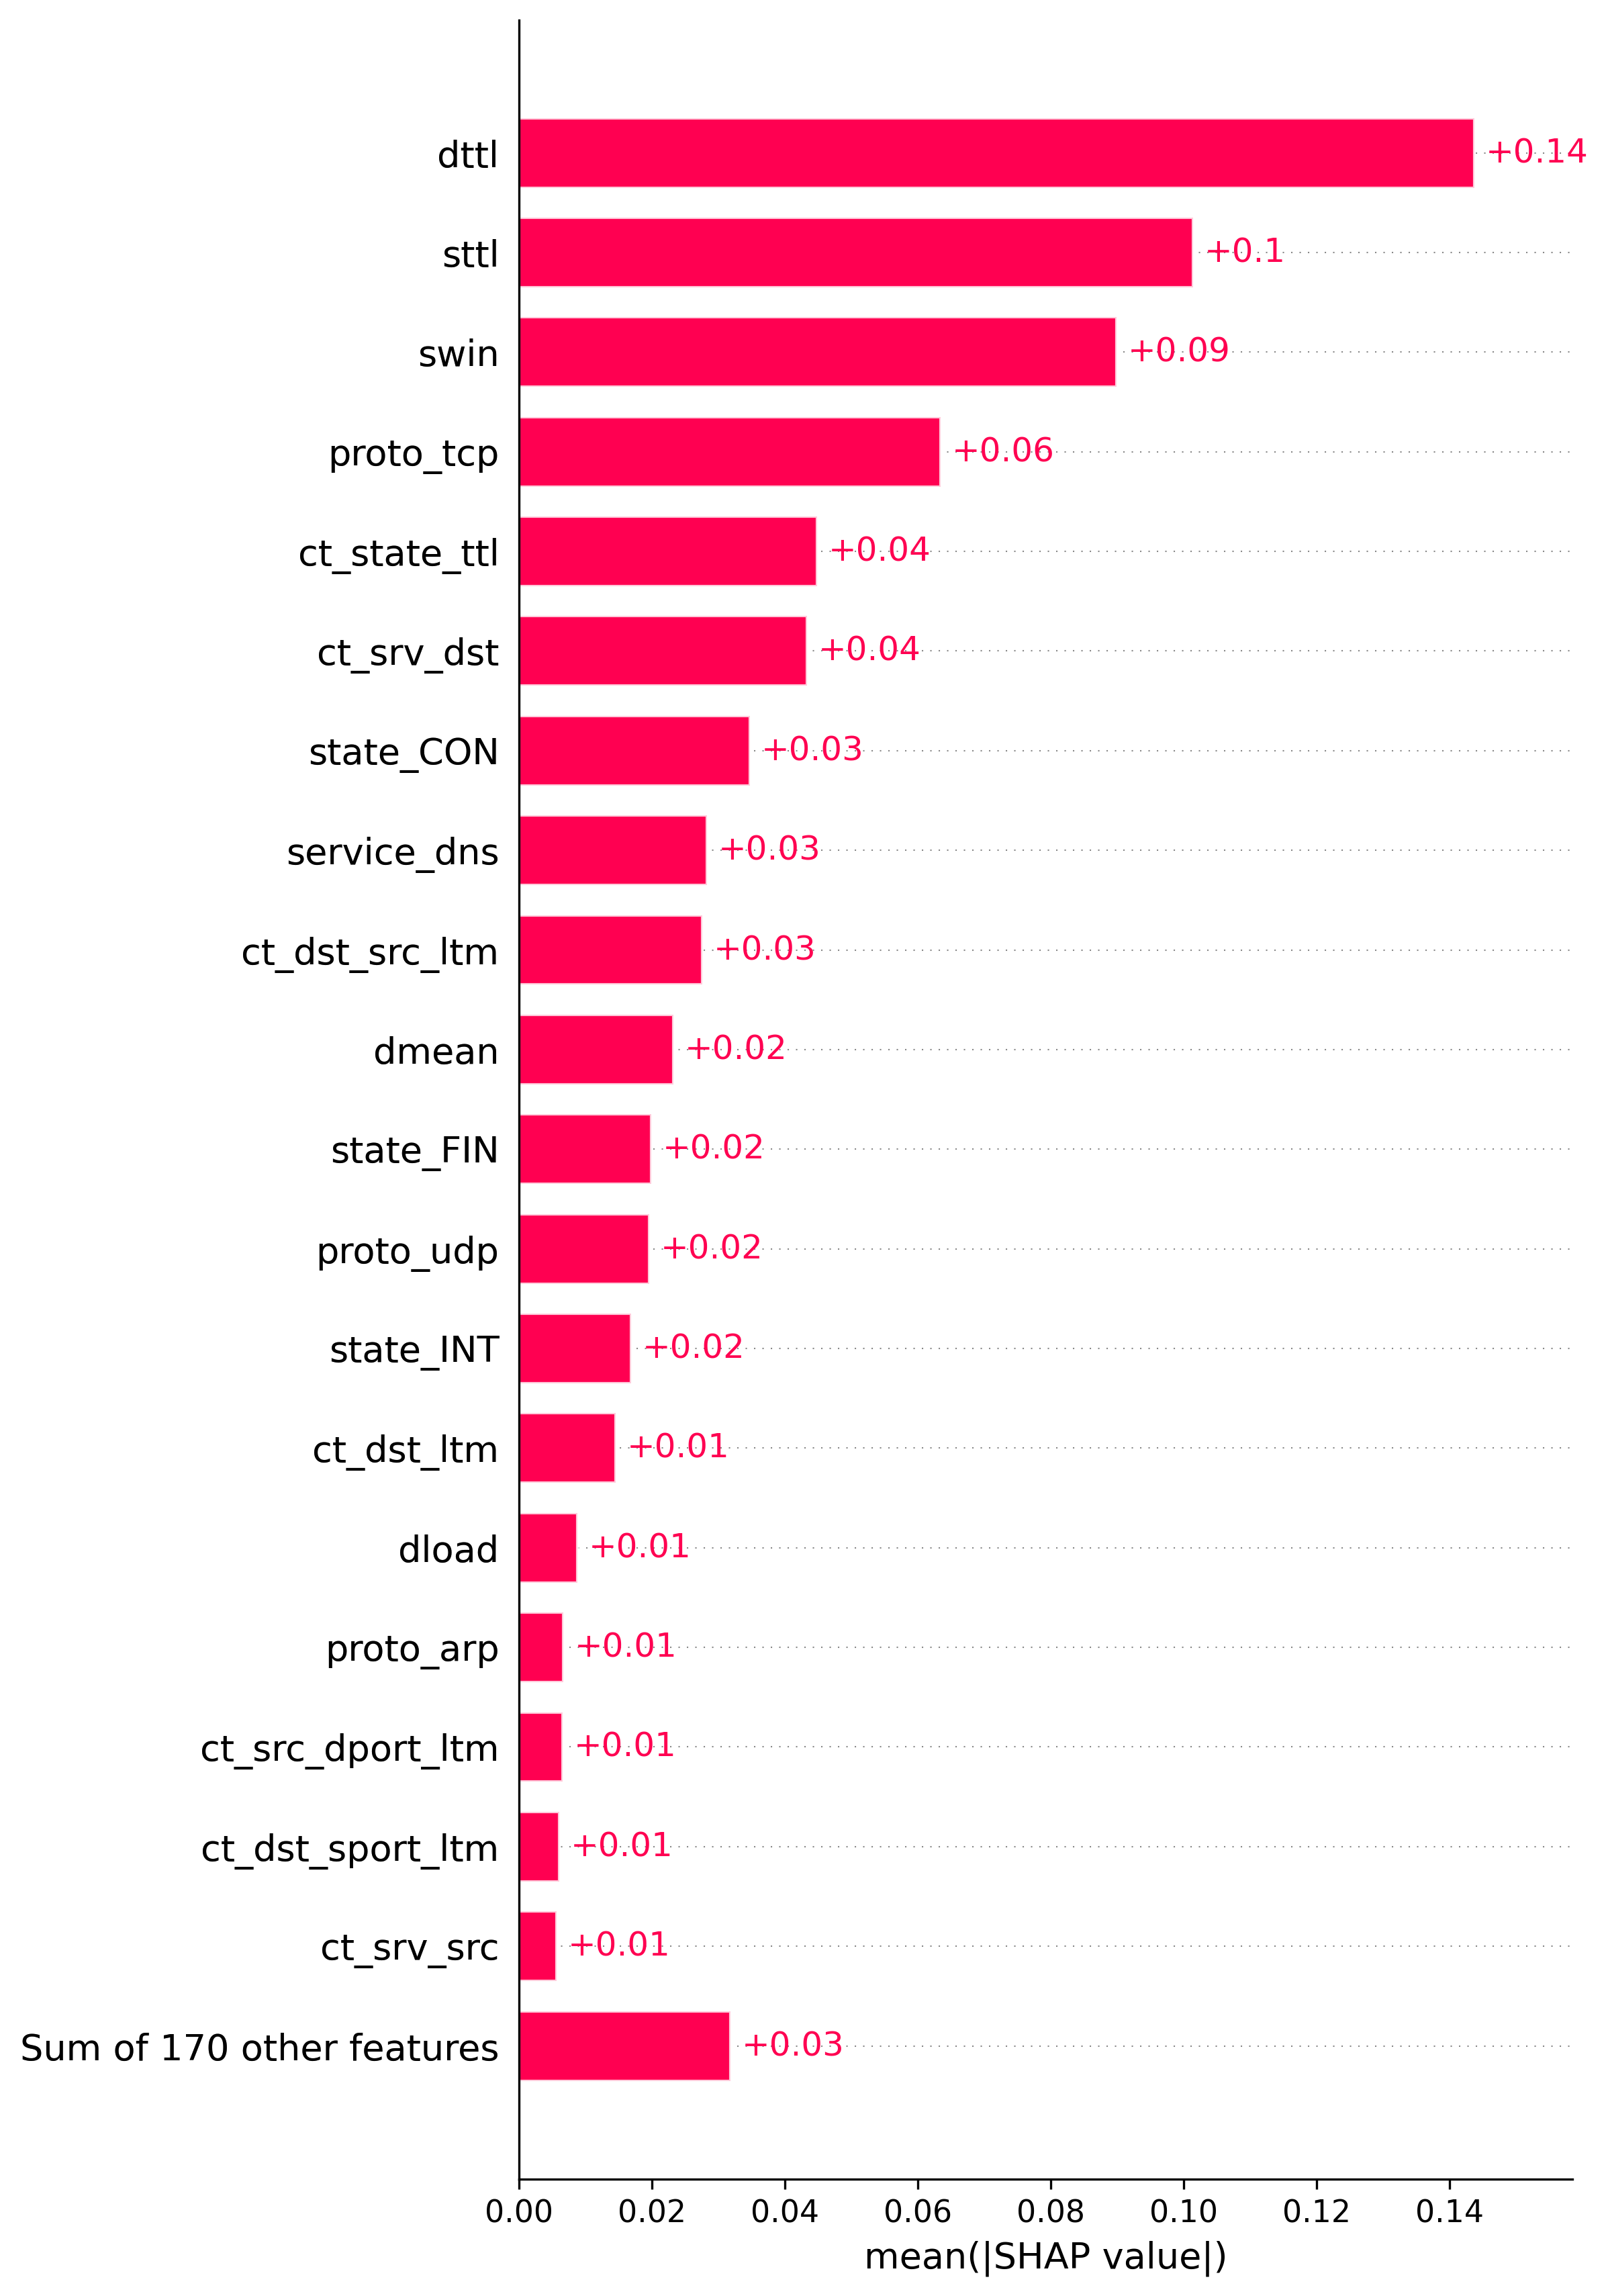 dttl +0.14
sttl +0.1
swin +0.09
proto_tcp +0.06
ct_state_ttl +0.04
ct_srv_dst +0.04
state_CON +0.03
service_dns +0.03
ct_dst_src_ltm +0.03
dmean +0.02
state_FIN +0.02
proto_udp +0.02
state_INT +0.02
ct_dst_ltm +0.01
dload +0.01
proto_arp +0.01
ct_src_dport_ltm +0.01
ct_dst_sport_ltm +0.01
ct_srv_src +0.01
Sum of 170 other features +0.03
0.00 0.02 0.04 0.06 0.08 0.10 0.12 0.14
mean(|SHAP value|)